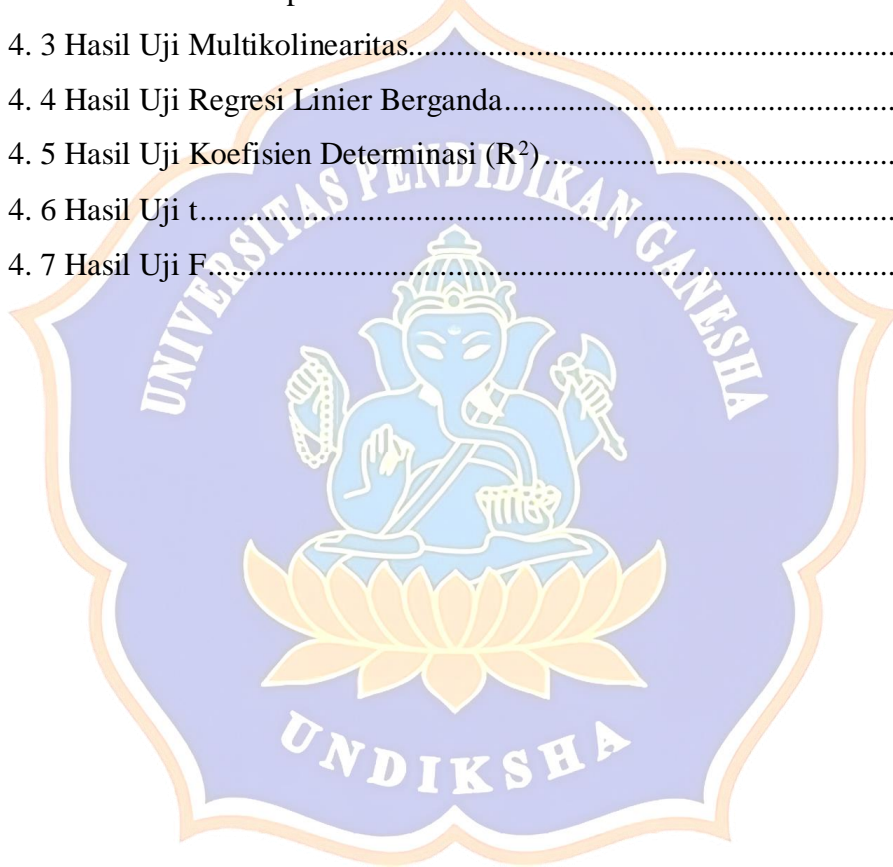 4. 3 Hasil Uji Multikolinearitas................................................................
4. 4 Hasil Uji Regresi Linier Berganda....................................................
4. 5 Hasil Uji Koefisien Determinasi (R²)...............................................
4. 6 Hasil Uji t...........................................................................................
4. 7 Hasil Uji F..........................................................................................
UNIVERSITAS PENDIDIKAN GANESHA
UNDIKSHA